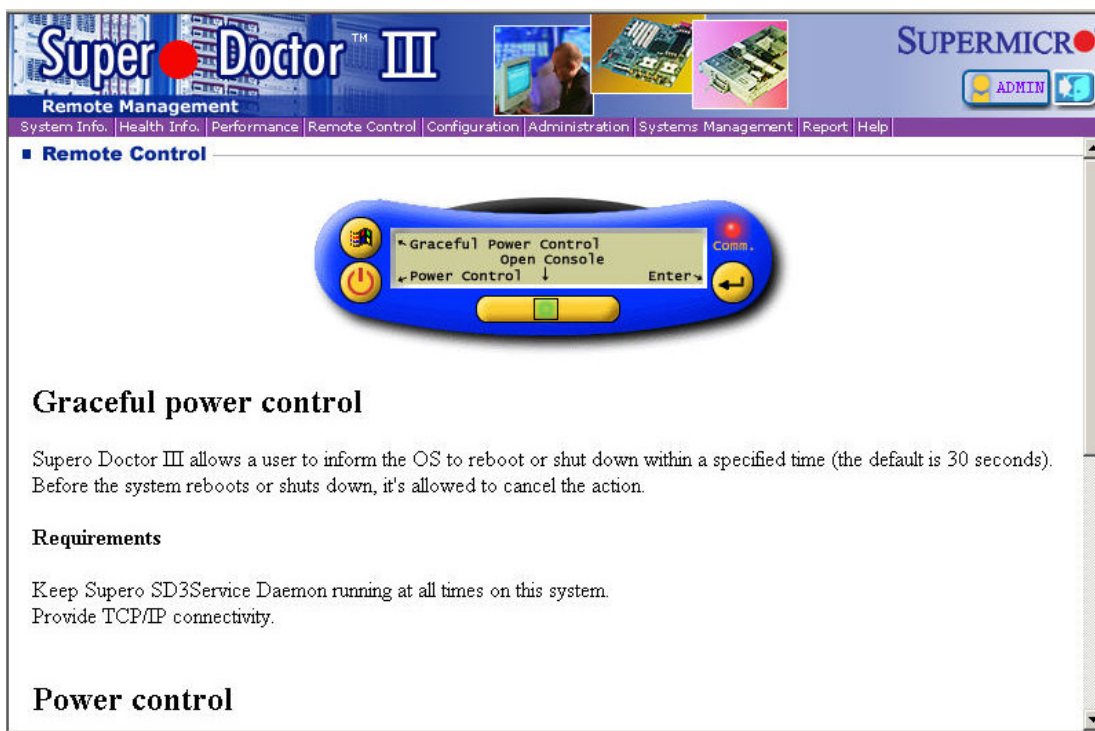 Supero Doctor ™ III
SUPERMICRO
ADMIN
Remote Management
System Info. Health Info. Performance Remote Control Configuration Administration Systems Management Report Help
Remote Control
Graceful Power Control
Open Console
Power Control ↓ Enter
Comm.
Graceful power control
Supero Doctor III allows a user to inform the OS to reboot or shut down within a specified time (the default is 30 seconds).
Before the system reboots or shuts down, it's allowed to cancel the action.
Requirements
Keep Supero SD3Service Daemon running at all times on this system.
Provide TCP/IP connectivity.
Power control